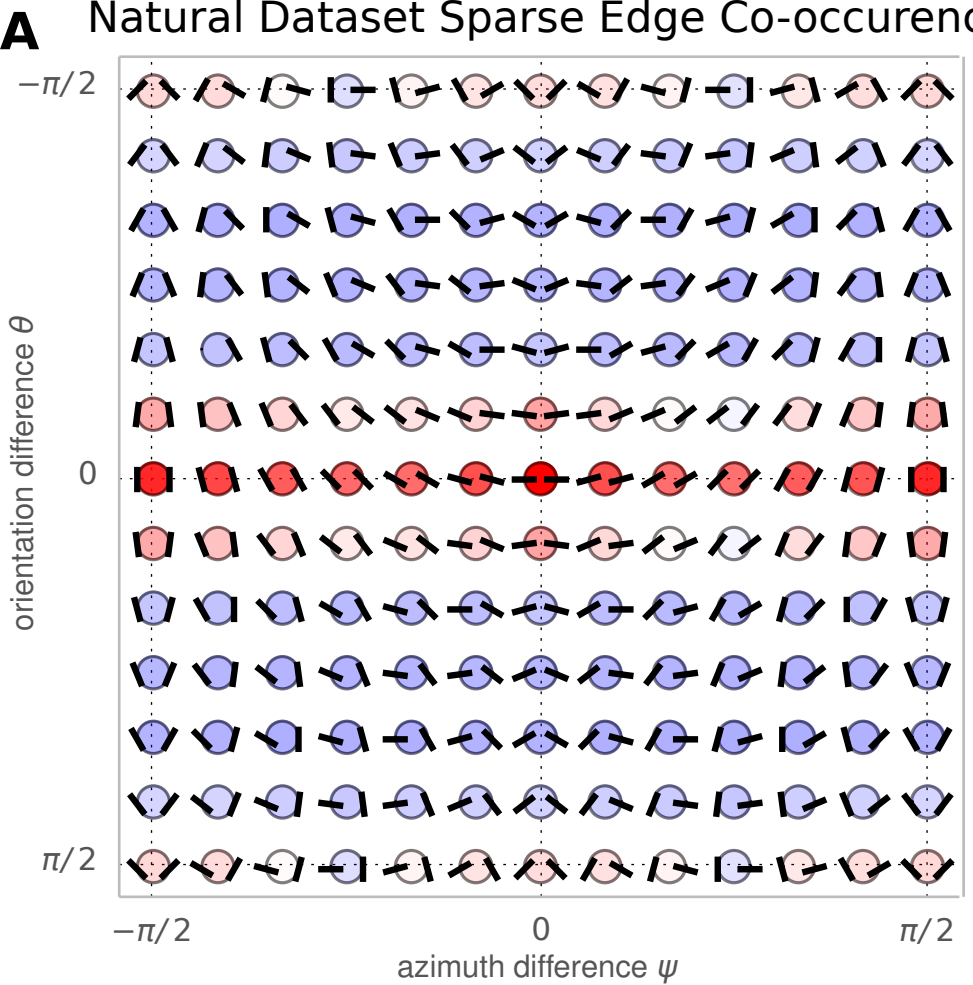 A
Natural Dataset Sparse Edge Co-occurenc
−π/2
0
π/2
orientation difference θ
−π/2
0
π/2
azimuth difference ψ